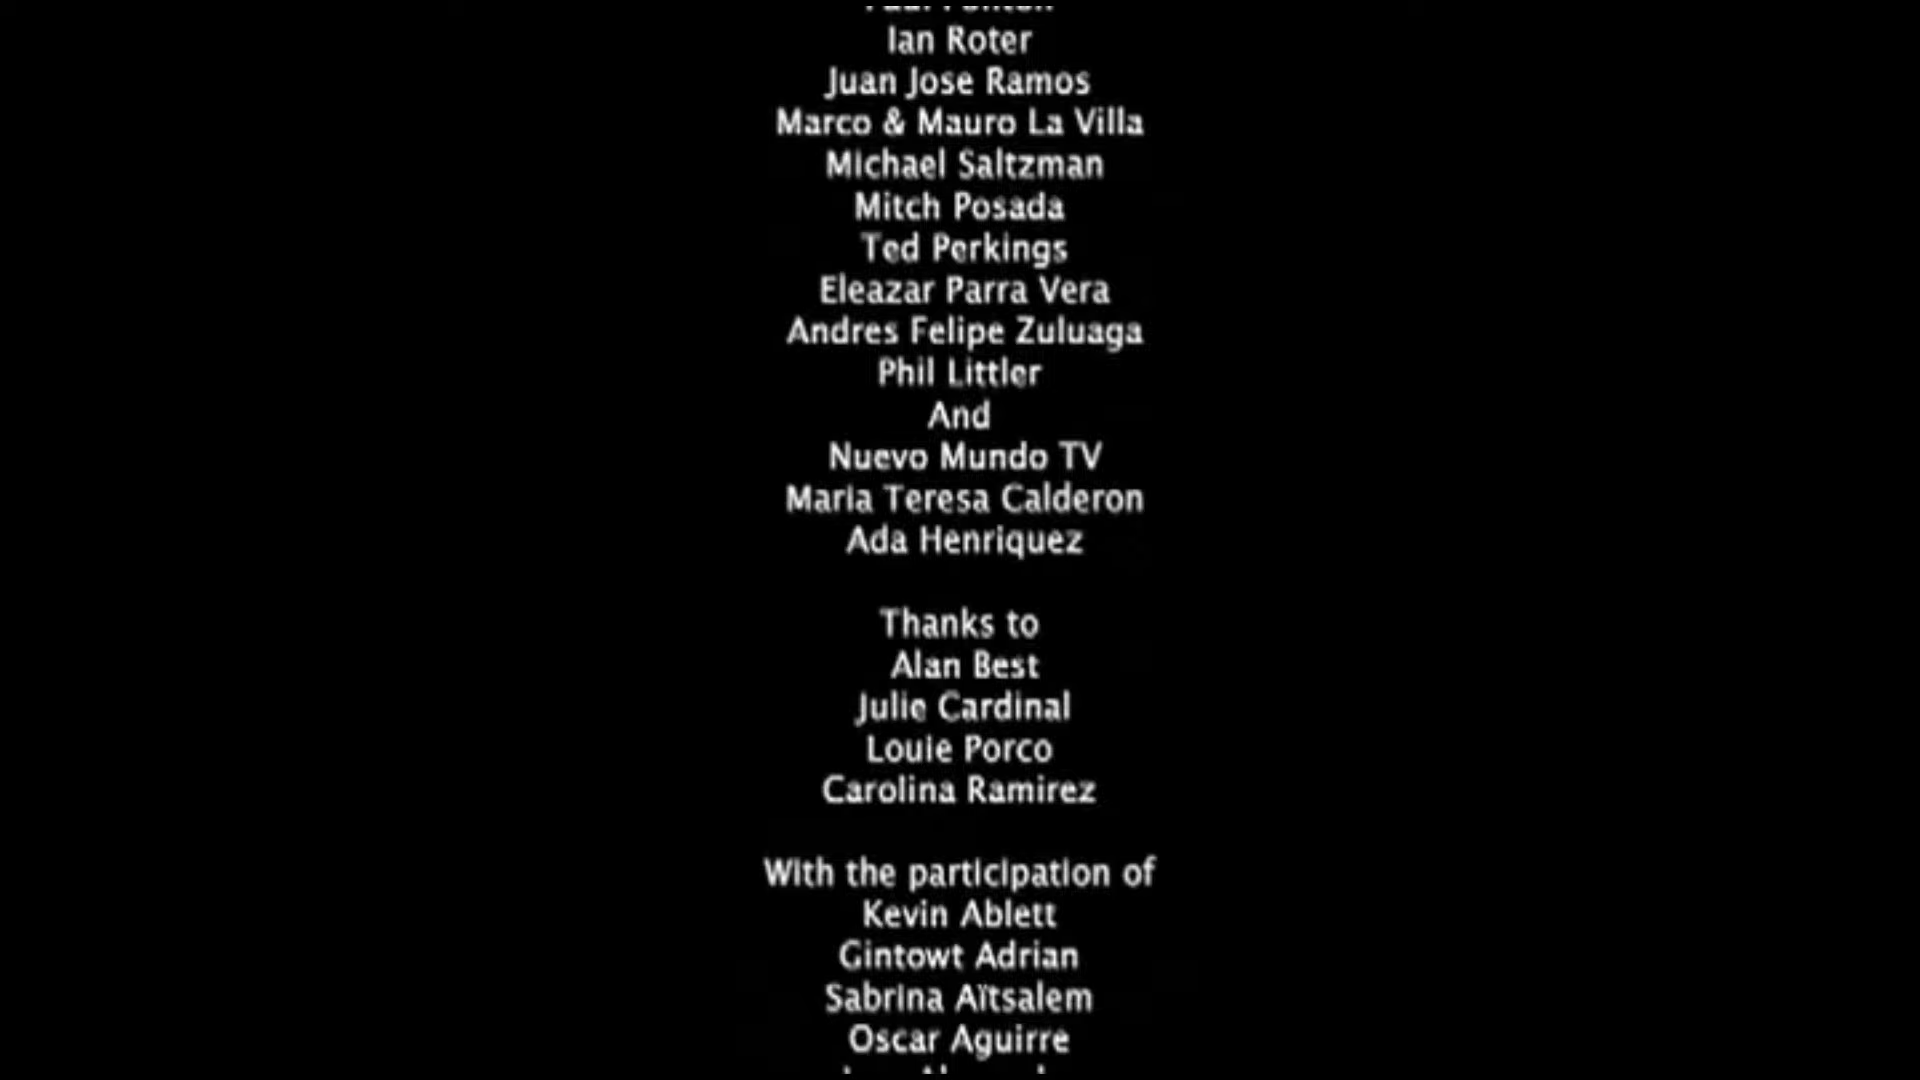 Ian Roter
Juan Jose Ramos
Marco & Mauro La Villa
Michael Saltzman
Mitch Posada
Ted Perkings
Eleazar Parra Vera
Andres Felipe Zuluaga
Phil Littler
And
Nuevo Mundo TV
Maria Teresa Calderon
Ada Henriquez
Thanks to
Alan Best
Julie Cardinal
Louie Porco
Carolina Ramirez
With the participation of
Kevin Ablett
Gintowt Adrian
Sabrina Aïtsalem
Oscar Aguirre